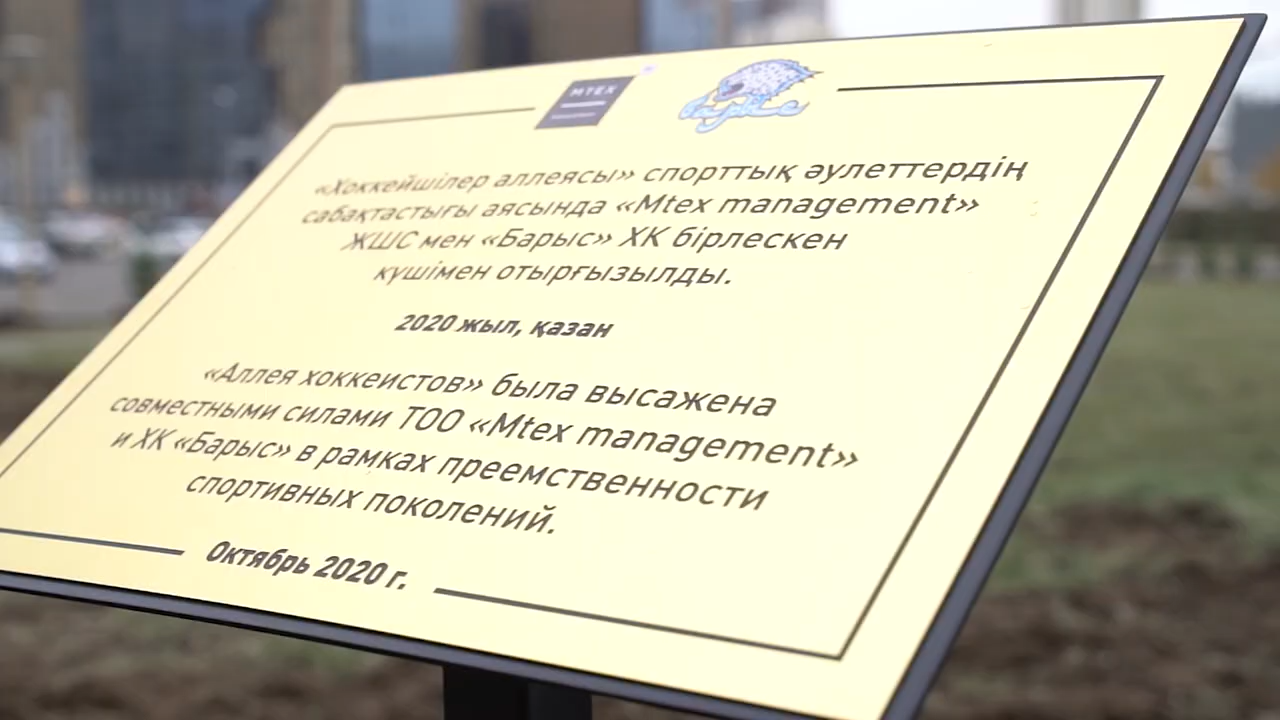 MTEX
Барыс
«Хоккейшілер аллеясы» спорттық әулеттердің
сабақтастығы аясында «Mtex management»
ЖШС мен «Барыс» ХК бірлескен
күшімен отырғызылды.
2020 жыл, қазан
«Аллея хоккеистов» была высажена
совместными силами ТОО «Mtex management»
и ХК «Барыс» в рамках преемственности
спортивных поколений.
Октябрь 2020 г.